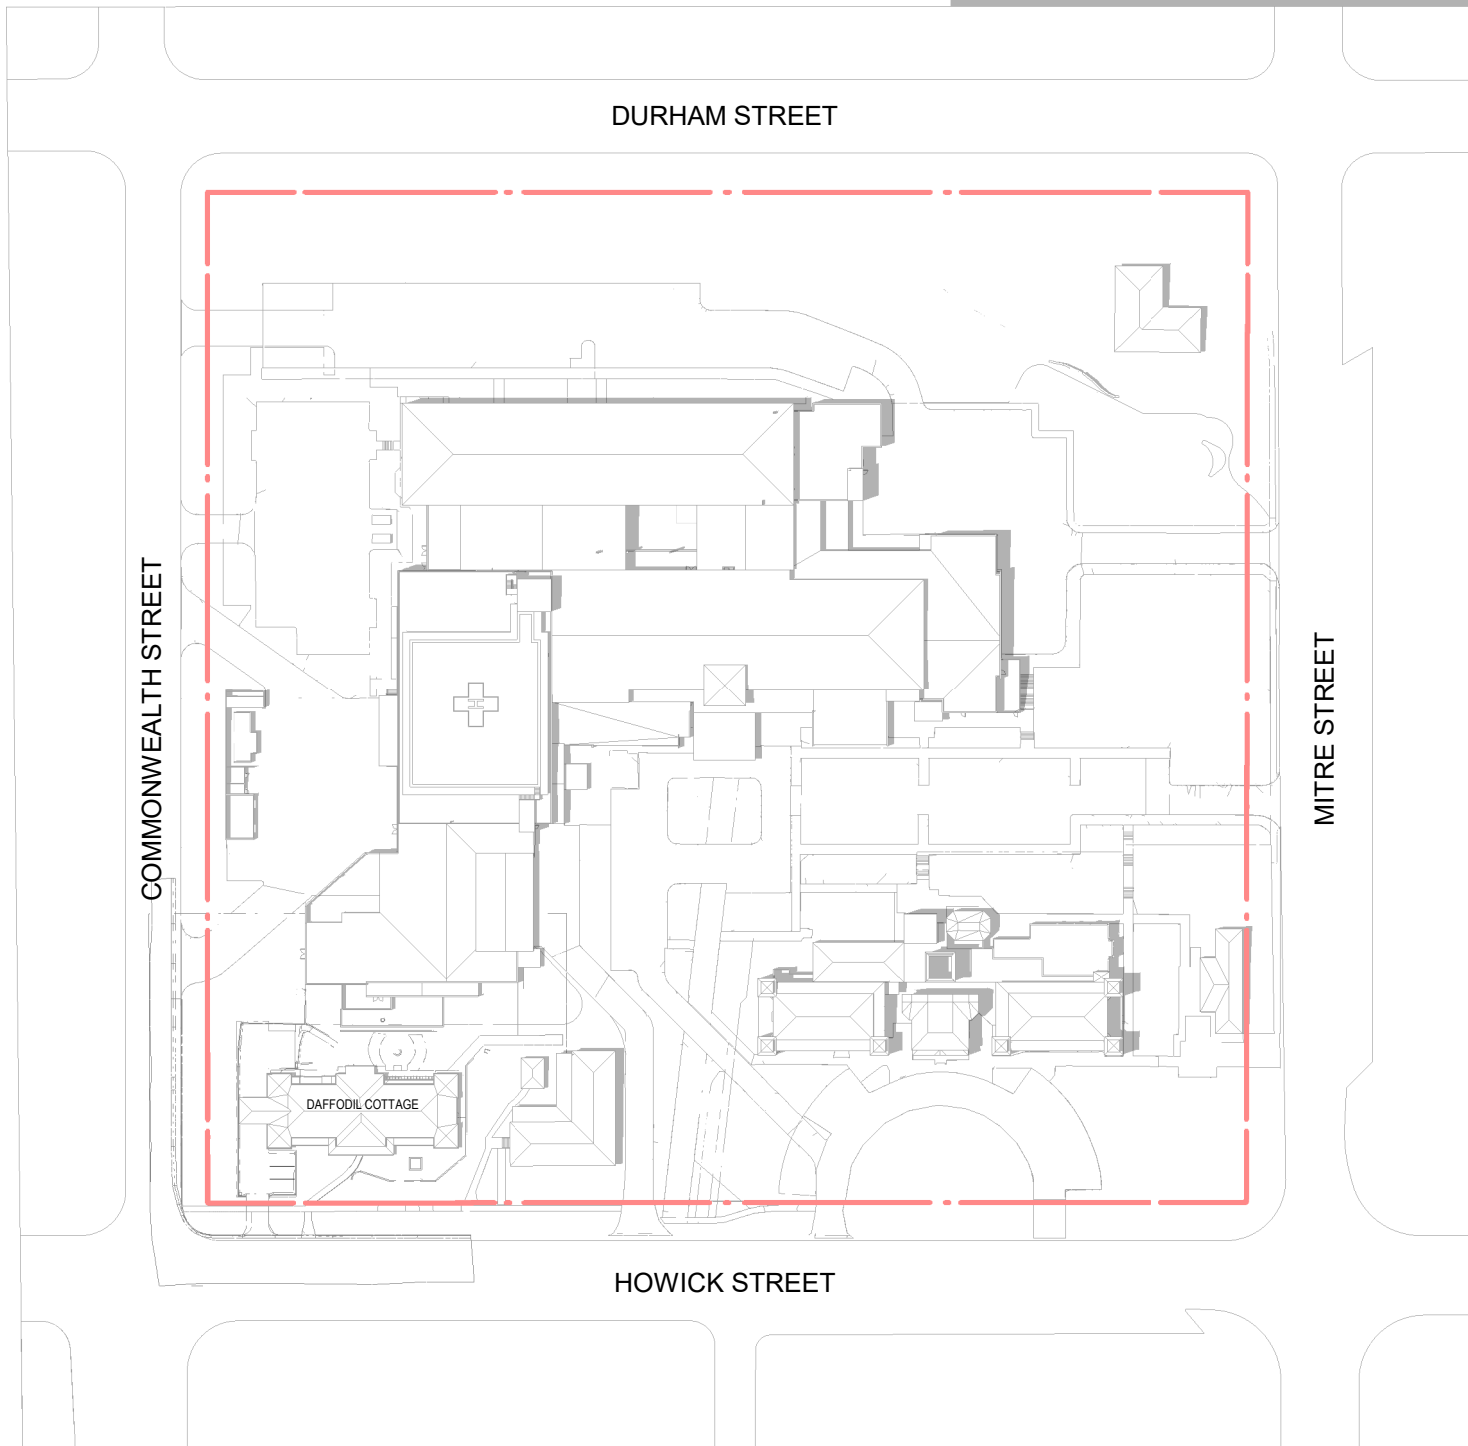 DURHAM STREET
COMMONWEALTH STREET
MITRE STREET
H
DAFFODIL COTTAGE
HOWICK STREET